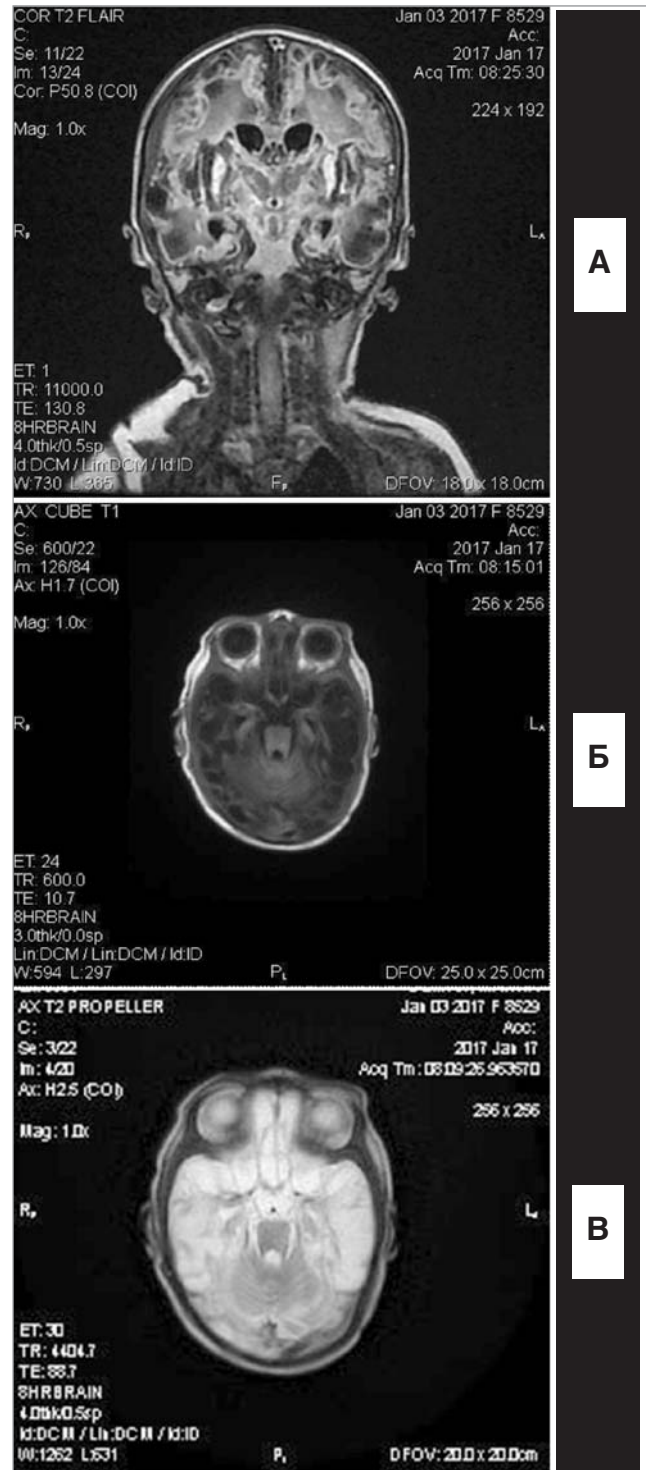 COR T2 FLAIR
C:
Se: 11/22
Im: 13/24
Cor: P50.8 (COI)
Mag: 1.0x
Jan 03 2017 F 8529
Acc:
2017 Jan 17
Acq Tm: 08:25:30
224 x 192
R
L
ET: 1
TR: 11000.0
TE: 130.8
8HRBRAIN
4.0thk/0.5sp
Id:DCM / Lin:DCM / Id:ID
W:730 L:365
F
DFOV: 18.0 x 18.0cm
А
AX CUBE T1
C:
Se: 600/22
Im: 126/84
Ax: H1.7 (COI)
Mag: 1.0x
Jan 03 2017 F 8529
Acc:
2017 Jan 17
Acq Tm: 08:15:01
256 x 256
R
L
ET: 24
TR: 600.0
TE: 10.7
8HRBRAIN
3.0thk/0.0sp
Lin:DCM / Lin:DCM / Id:ID
W:594 L:297
P
DFOV: 25.0 x 25.0cm
Б
AX T2 PROPELLER
C:
Se: 3/22
Im: 4/20
Ax: H2.5 (COI)
Mag: 1.0x
Jan 03 2017 F 8529
Acc:
2017 Jan 17
Acq Tm:
256 x 256
R
L
ET: 30
TR: 4404.7
TE: 88.7
8HRBRAIN
4.0thk/0.5sp
Id:DCM / Lin:DCM / Id:ID
W:1262 L:631
P
DFOV: 20.0 x 20.0cm
В